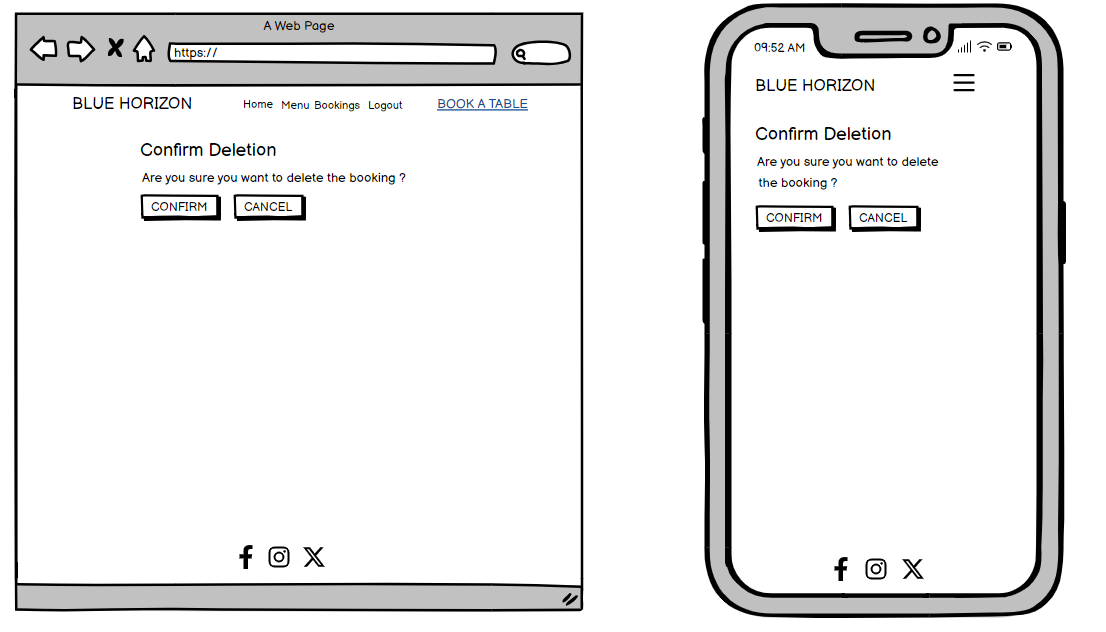 A Web Page
https://
BLUE HORIZON Home Menu Bookings Logout BOOK A TABLE
Confirm Deletion
Are you sure you want to delete the booking ?
CONFIRM CANCEL
09:52 AM
BLUE HORIZON
Confirm Deletion
Are you sure you want to delete
the booking ?
CONFIRM CANCEL